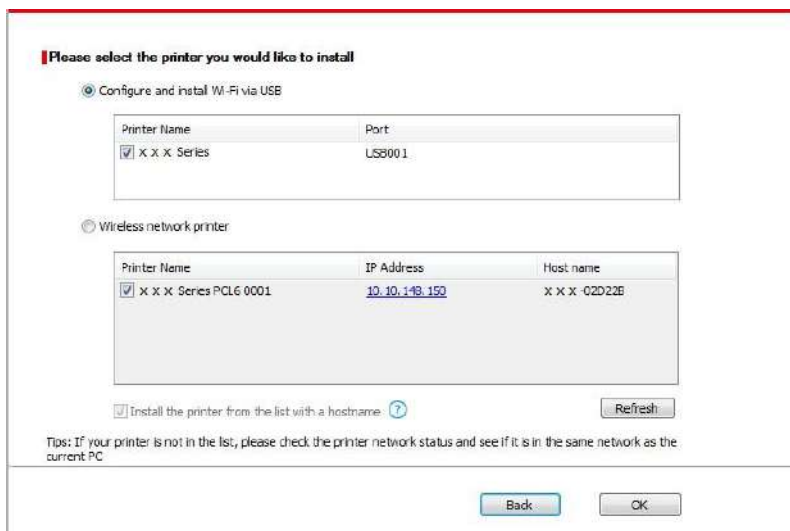 Please select the printer you would like to install
Configure and install Wi-Fi via USB
Printer Name Port
X X X Series USB001
Wireless network printer
Printer Name IP Address Host name
X X X Series PCL6 0001 10.10.148.150 X X X -02D22B
Install the printer from the list with a hostname ?
Refresh
Tips: If your printer is not in the list, please check the printer network status and see if it is in the same network as the
current PC
Back OK